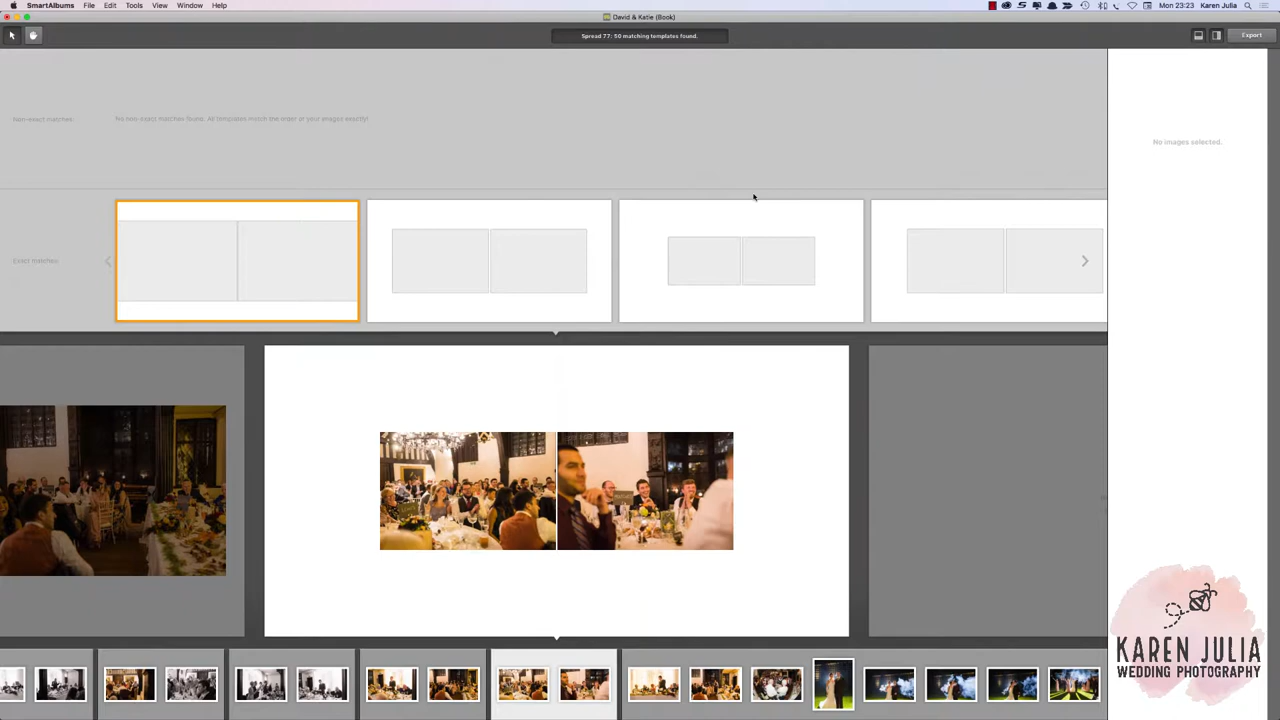 SmartAlbums File Edit Tools View Window Help
Mon 23:23 Karen Julia
David & Katie (Book)
Spread 77: 50 matching templates found.
Export
Non-exact matches:
No non-exact matches found. All templates match the order of your images exactly!
No images selected.
Exact matches:
KAREN JULIA
WEDDING PHOTOGRAPHY